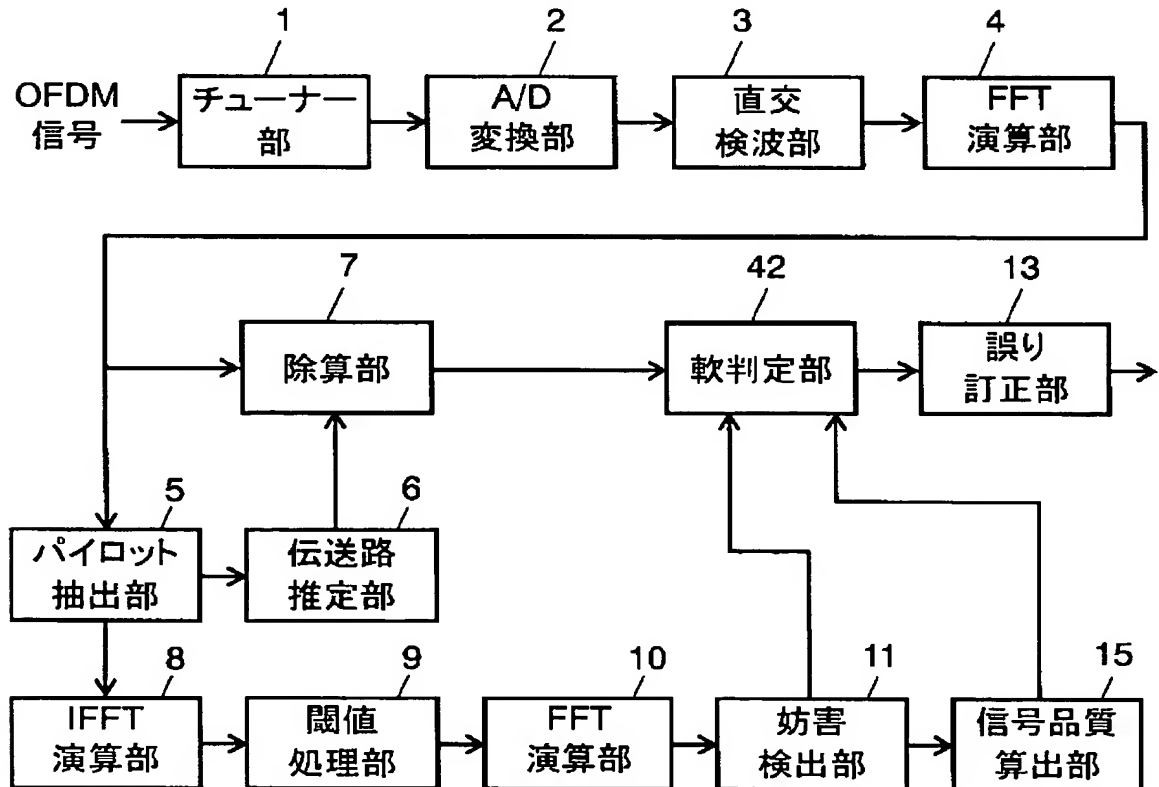 1
2
3
4
OFDM
信号
チューナー
部
A/D
変換部
直交
検波部
FFT
演算部
7
42
13
除算部
軟判定部
誤り
訂正部
5
6
パイロット
抽出部
伝送路
推定部
8
9
10
11
15
IFFT
演算部
閾値
処理部
FFT
演算部
妨害
検出部
信号品質
算出部